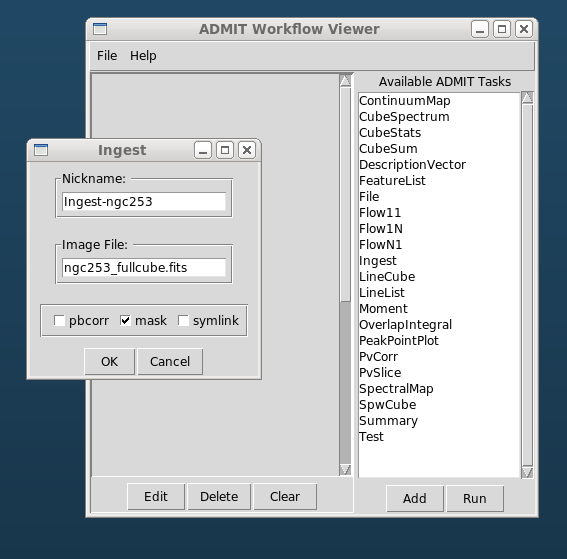 ADMIT Workflow Viewer
File Help
Available ADMIT Tasks
ContinuumMap
CubeSpectrum
CubeStats
CubeSum
DescriptionVector
FeatureList
File
Flow11
Flow1N
FlowN1
Ingest
LineCube
LineList
Moment
OverlapIntegral
PeakPointPlot
PvCorr
PvSlice
SpectralMap
SpwCube
Summary
Test
Edit Delete Clear
Add Run
Ingest
Nickname:
Ingest-ngc253
Image File:
ngc253_fullcube.fits
pbcorr mask symlink
OK Cancel